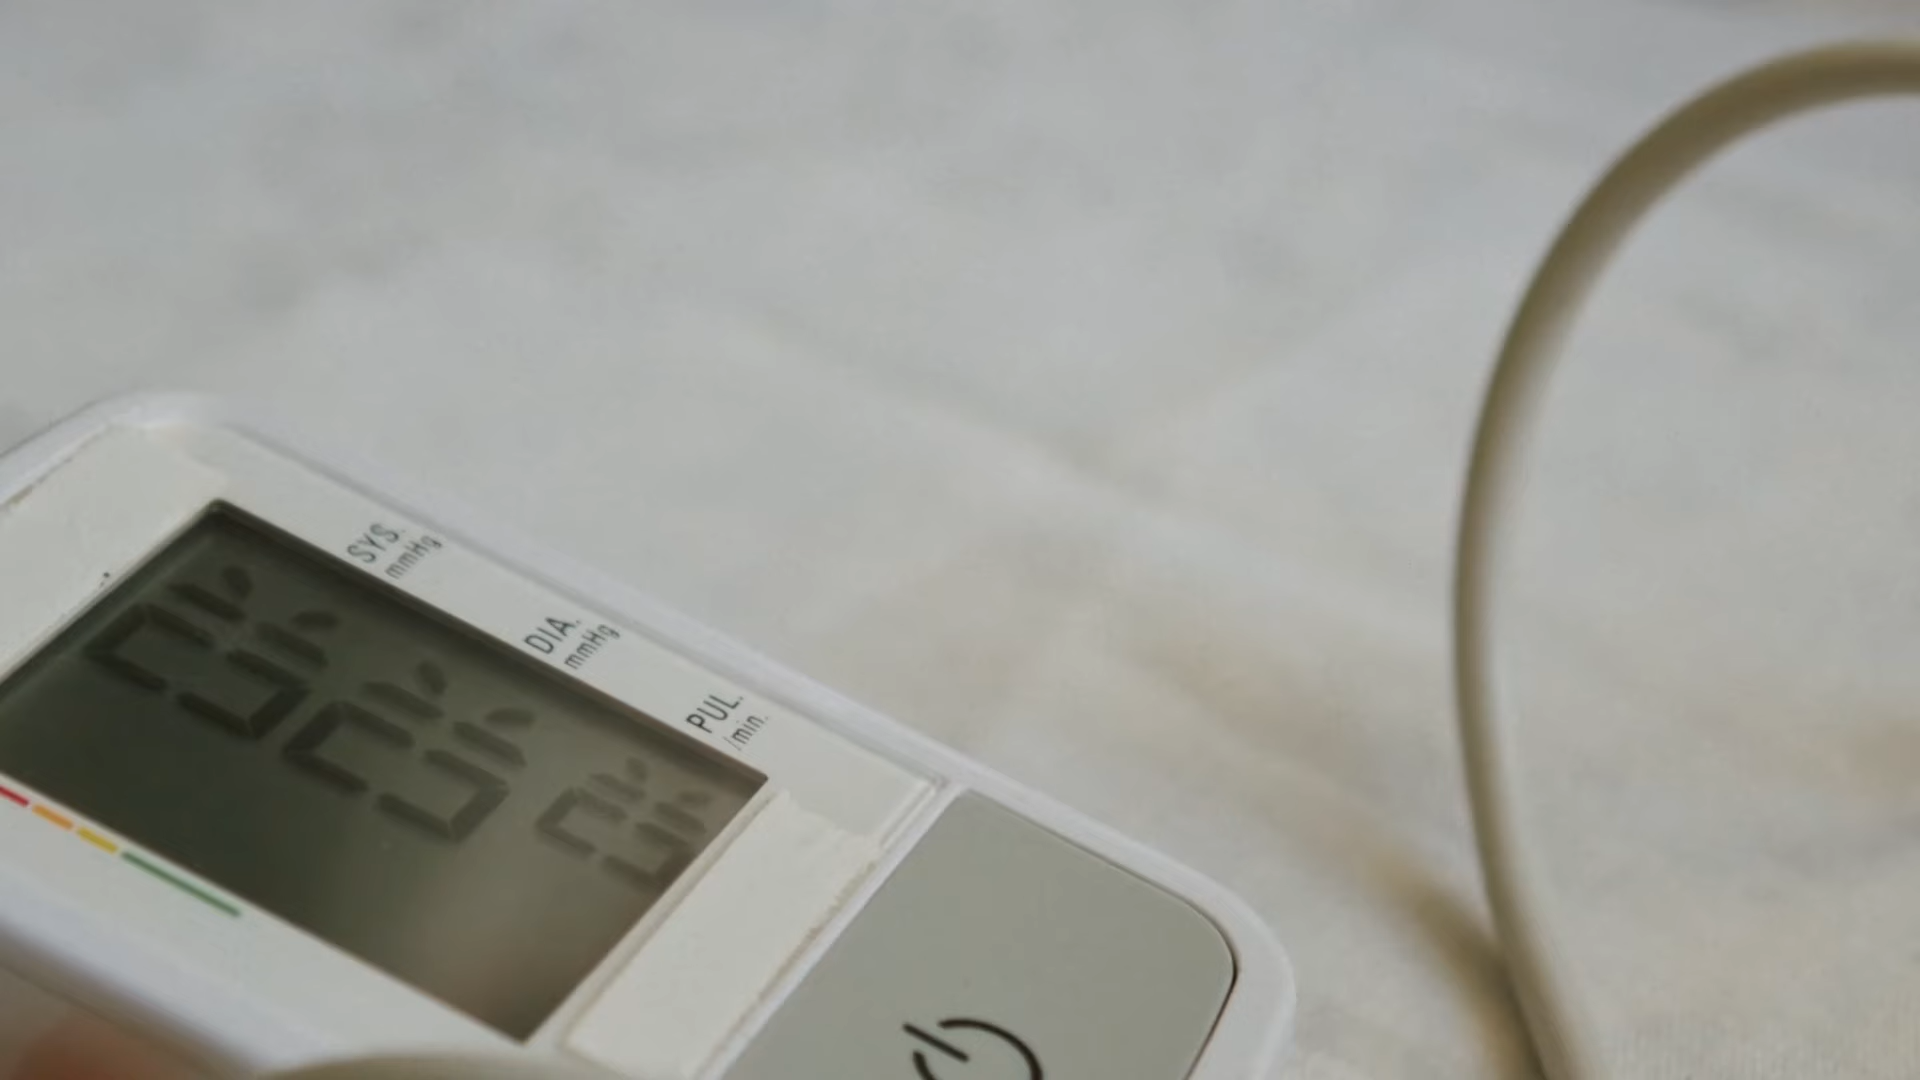 SYS.
mmHg
DIA.
mmHg
PUL.
/min.